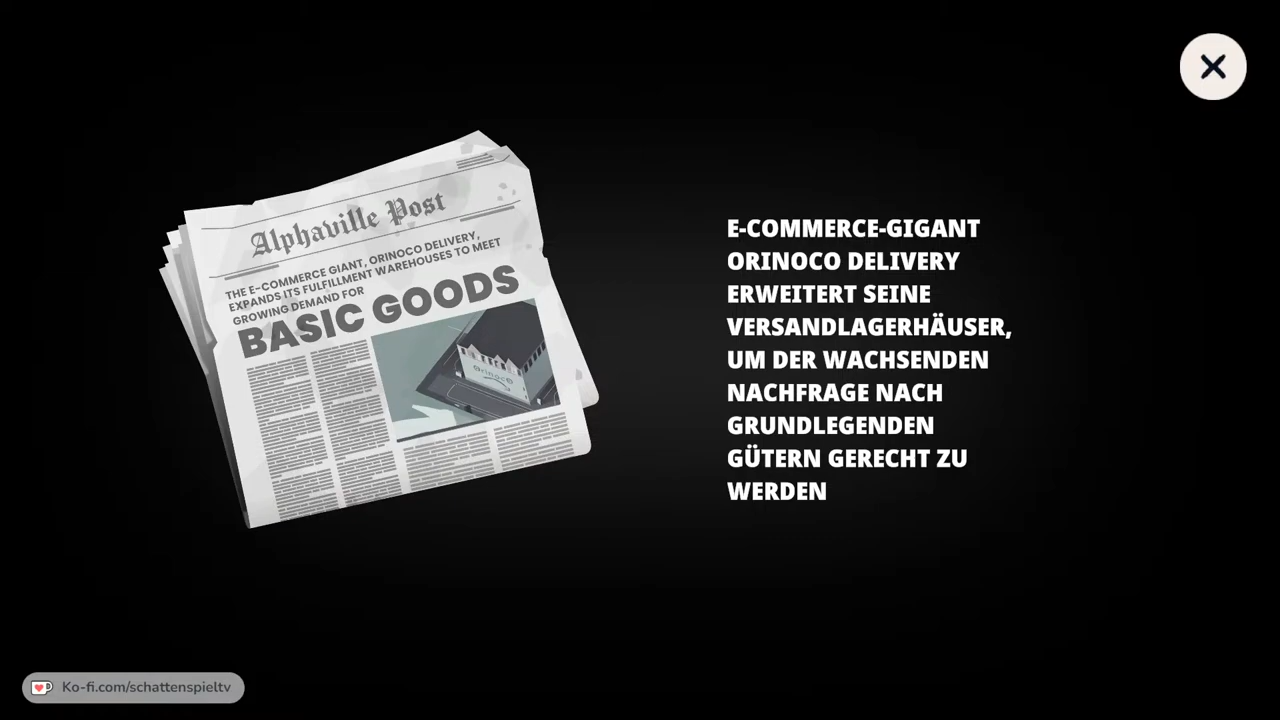 Alphaville Post
THE E-COMMERCE GIANT, ORINOCO DELIVERY,
EXPANDS ITS FULFILLMENT WAREHOUSES TO MEET
GROWING DEMAND FOR
BASIC GOODS
orinoco
E-COMMERCE-GIGANT
ORINOCO DELIVERY
ERWEITERT SEINE
VERSANDLAGERHÄUSER,
UM DER WACHSENDEN
NACHFRAGE NACH
GRUNDLEGENDEN
GÜTERN GERECHT ZU
WERDEN
Ko-fi.com/schattenspieltv